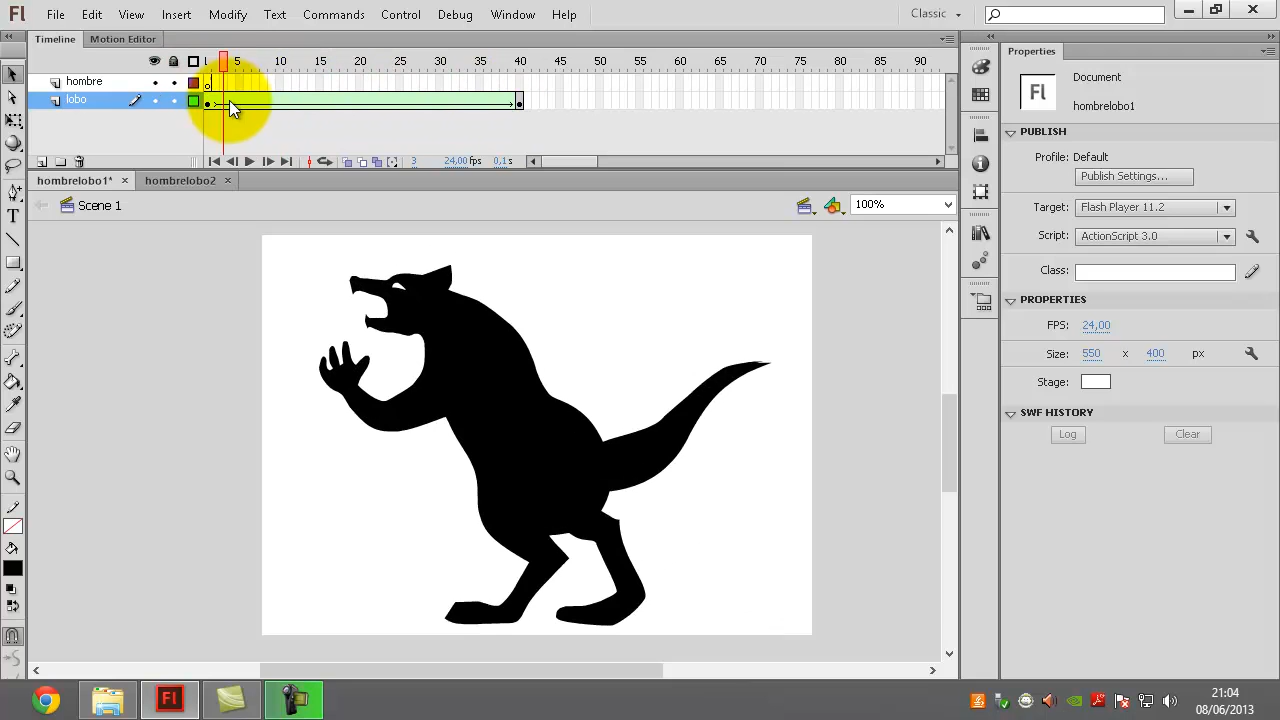 Fl File Edit View Insert Modify Text Commands Control Debug Window Help Classic
Timeline Motion Editor Properties
1 5 10 15 20 25 30 35 40 45 50 55 60 65 70 75 80 85 90
hombre
lobo
Fl Document
hombrelobo1
PUBLISH
Profile: Default
Publish Settings...
3 24,00 fps 0,1 s
hombrelobo1* × hombrelobo2 ×
Scene 1 100%
Target: Flash Player 11.2
Script: ActionScript 3.0
Class:
PROPERTIES
FPS: 24,00
Size: 550 x 400 px
Stage:
SWF HISTORY
Log Clear
Fl
21:04
08/06/2013